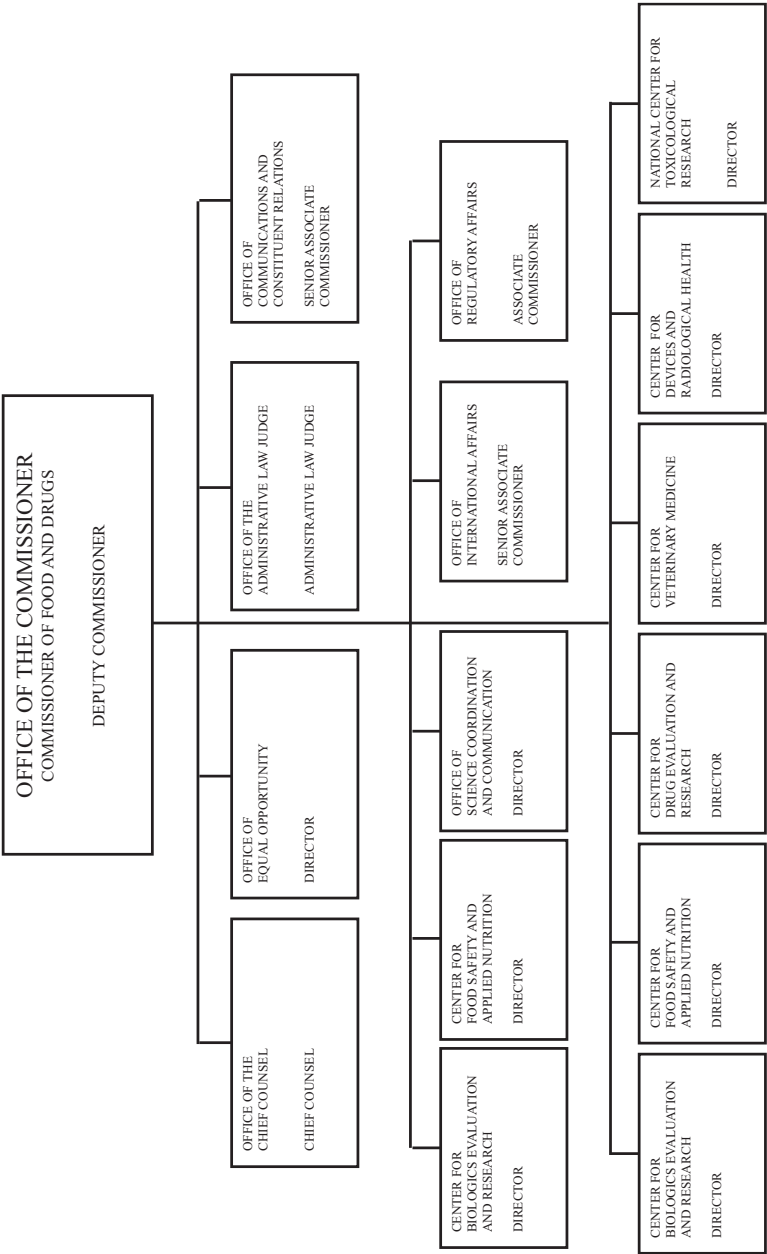 OFFICE OF THE COMMISSIONER
COMMISSIONER OF FOOD AND DRUGS
DEPUTY COMMISSIONER
OFFICE OF THE
CHIEF COUNSEL
CHIEF COUNSEL
OFFICE OF
EQUAL OPPORTUNITY
DIRECTOR
OFFICE OF THE
ADMINISTRATIVE LAW JUDGE
ADMINISTRATIVE LAW JUDGE
OFFICE OF
COMMUNICATIONS AND
CONSTITUENT RELATIONS
SENIOR ASSOCIATE
COMMISSIONER
CENTER FOR
BIOLOGICS EVALUATION
AND RESEARCH
DIRECTOR
CENTER FOR
FOOD SAFETY AND
APPLIED NUTRITION
DIRECTOR
OFFICE OF
SCIENCE COORDINATION
AND COMMUNICATION
DIRECTOR
OFFICE OF
INTERNATIONAL AFFAIRS
SENIOR ASSOCIATE
COMMISSIONER
OFFICE OF
REGULATORY AFFAIRS
ASSOCIATE
COMMISSIONER
CENTER FOR
BIOLOGICS EVALUATION
AND RESEARCH
DIRECTOR
CENTER FOR
FOOD SAFETY AND
APPLIED NUTRITION
DIRECTOR
CENTER FOR
DRUG EVALUATION AND
RESEARCH
DIRECTOR
CENTER FOR
VETERINARY MEDICINE
DIRECTOR
CENTER FOR
DEVICES AND
RADIOLOGICAL HEALTH
DIRECTOR
NATIONAL CENTER FOR
TOXICOLOGICAL
RESEARCH
DIRECTOR